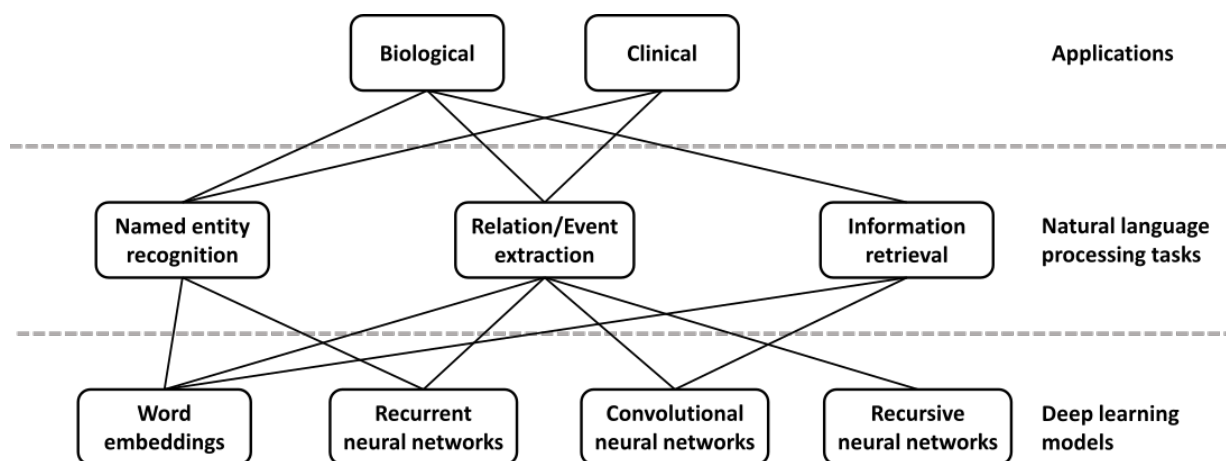 Biological
Clinical
Applications
Named entity
recognition
Relation/Event
extraction
Information
retrieval
Natural language
processing tasks
Word
embeddings
Recurrent
neural networks
Convolutional
neural networks
Recursive
neural networks
Deep learning
models